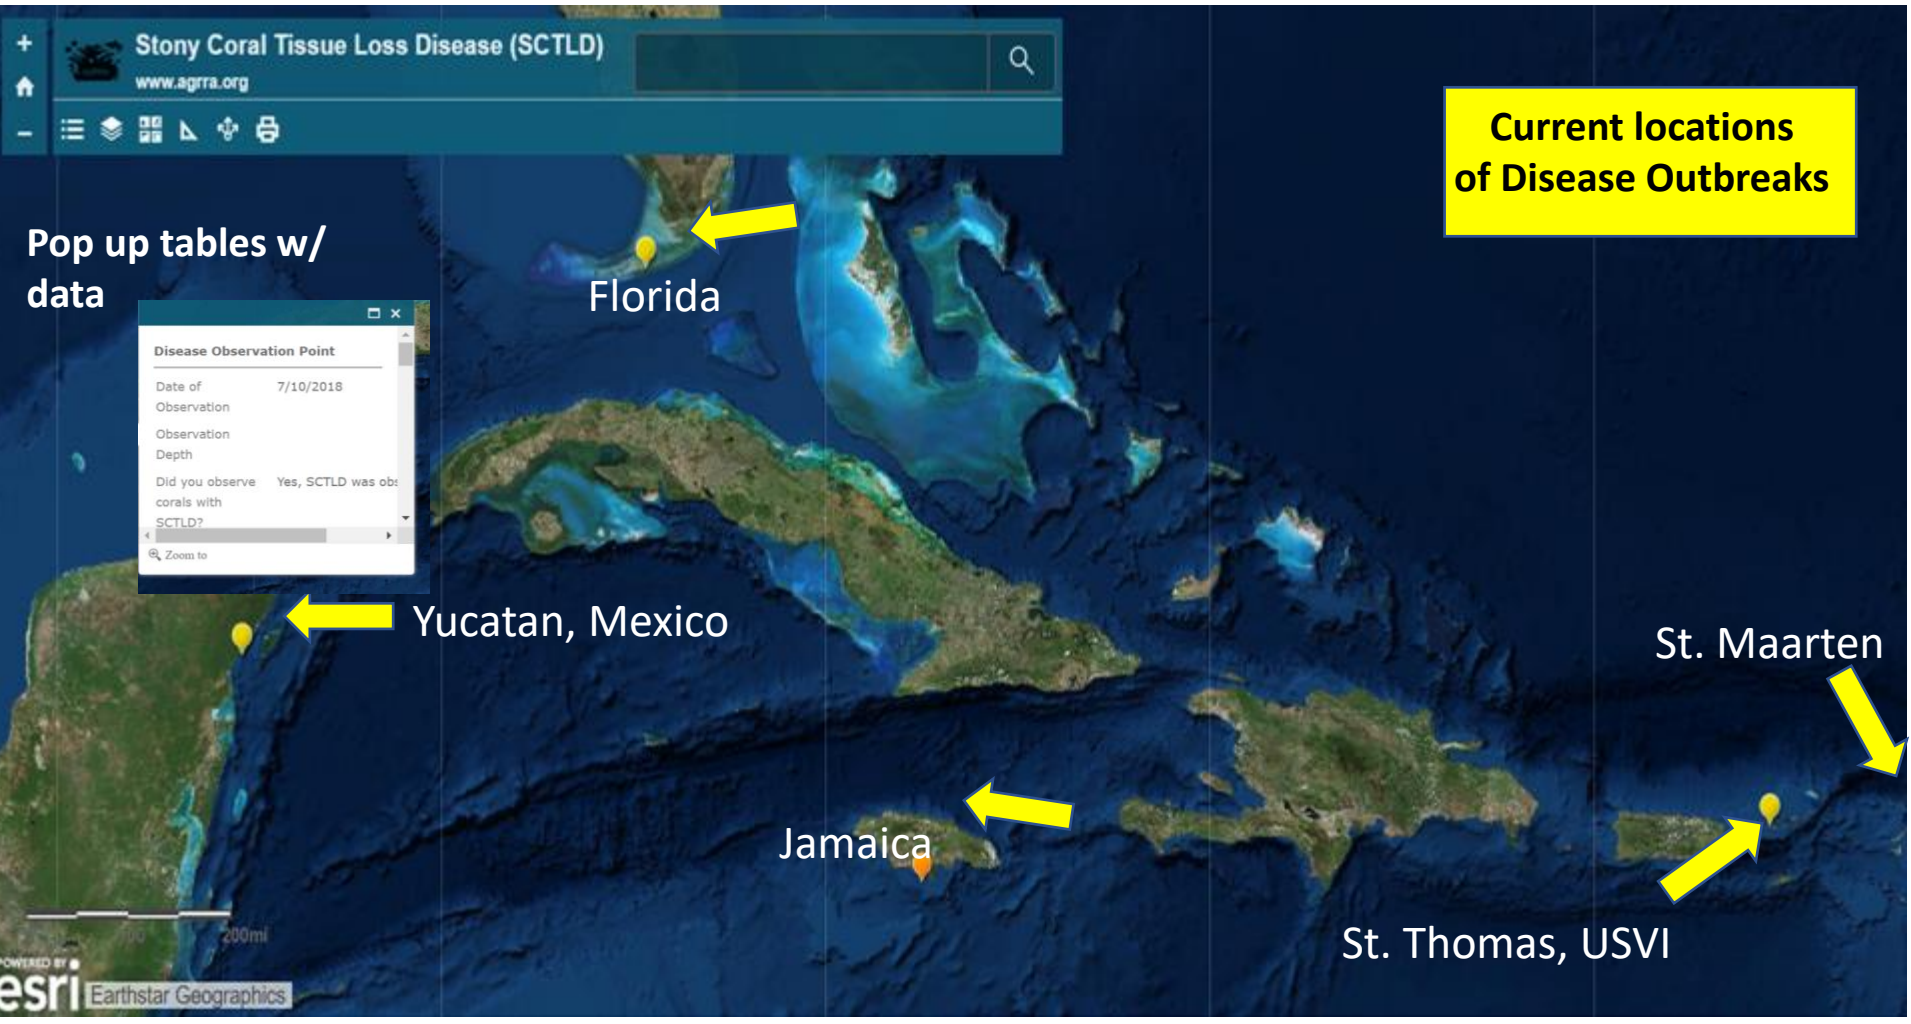 Stony Coral Tissue Loss Disease (SCTLD)
www.agrra.org
Current locations
of Disease Outbreaks
Pop up tables w/
data
Florida
Disease Observation Point
Date of 7/10/2018
Observation
Observation
Depth
Did you observe Yes, SCTLD was obs
corals with
SCTLD?
Zoom to
Yucatan, Mexico
St. Maarten
Jamaica
St. Thomas, USVI
200mi
POWERED BY
esri
Earthstar Geographics